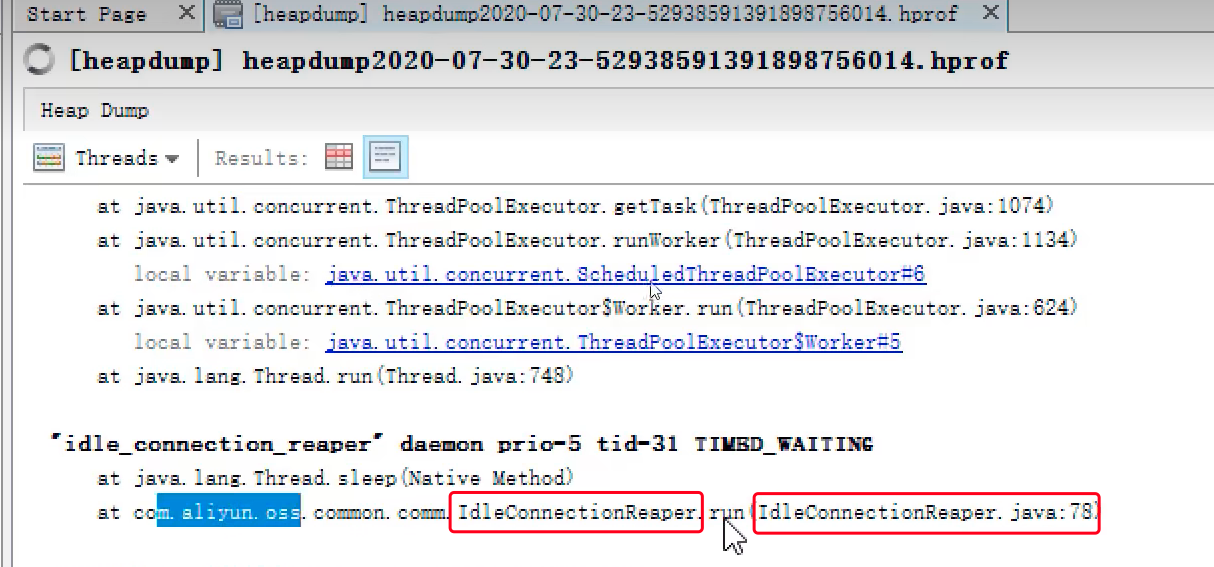 Start Page × [heapdump] heapdump2020-07-30-23-52938591391898756014.hprof ×
[heapdump] heapdump2020-07-30-23-52938591391898756014.hprof
Heap Dump
Threads Results:
at java.util.concurrent.ThreadPoolExecutor.getTask(ThreadPoolExecutor.java:1074)
at java.util.concurrent.ThreadPoolExecutor.runWorker(ThreadPoolExecutor.java:1134)
local variable: java.util.concurrent.ScheduledThreadPoolExecutor#6
at java.util.concurrent.ThreadPoolExecutor$Worker.run(ThreadPoolExecutor.java:624)
local variable: java.util.concurrent.ThreadPoolExecutor$Worker#5
at java.lang.Thread.run(Thread.java:748)
"idle_connection_reaper" daemon prio=5 tid=31 TIMED_WAITING
at java.lang.Thread.sleep(Native Method)
at com.aliyun.oss.common.comm.IdleConnectionReaper.run(IdleConnectionReaper.java:78)